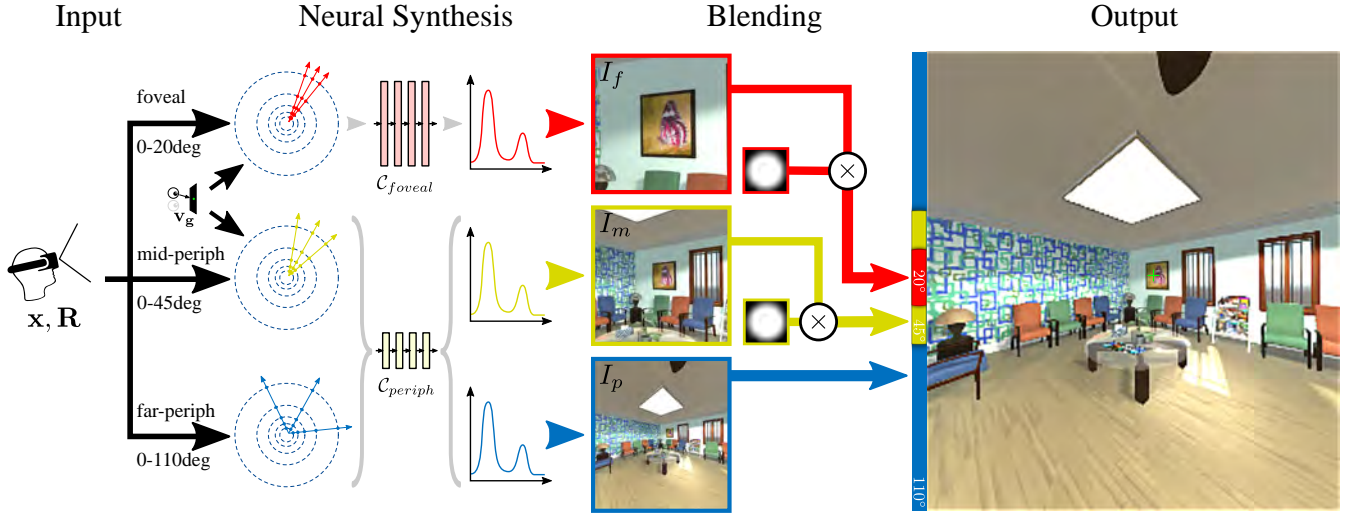 Input
Neural Synthesis
Blending
Output
foveal
0-20deg
v_g
mid-periph
0-45deg
x, R
far-periph
0-110deg
C_foveal
C_periph
I_f
I_m
I_p
×
×
20°
45°
110°